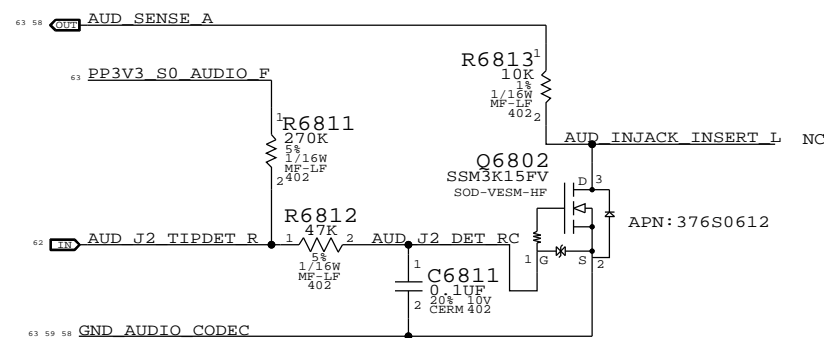 63 58 OUT AUD_SENSE_A
63 PP3V3_S0_AUDIO_F
1
R6813
10K
1%
1/16W
MF-LF
402
2
1
R6811
270K
5%
1/16W
MF-LF
402
2
AUD_INJACK_INSERT_L NC
Q6802
SSM3K15FV
SOD-VESM-HF
D 3
APN:376S0612
1 G S 2
62 IN AUD_J2_TIPDET_R
R6812
47K
1 2
5%
1/16W
MF-LF
402
AUD_J2_DET_RC
1
C6811
0.1UF
20% 10V
CERM 402
2
63 59 58 GND_AUDIO_CODEC